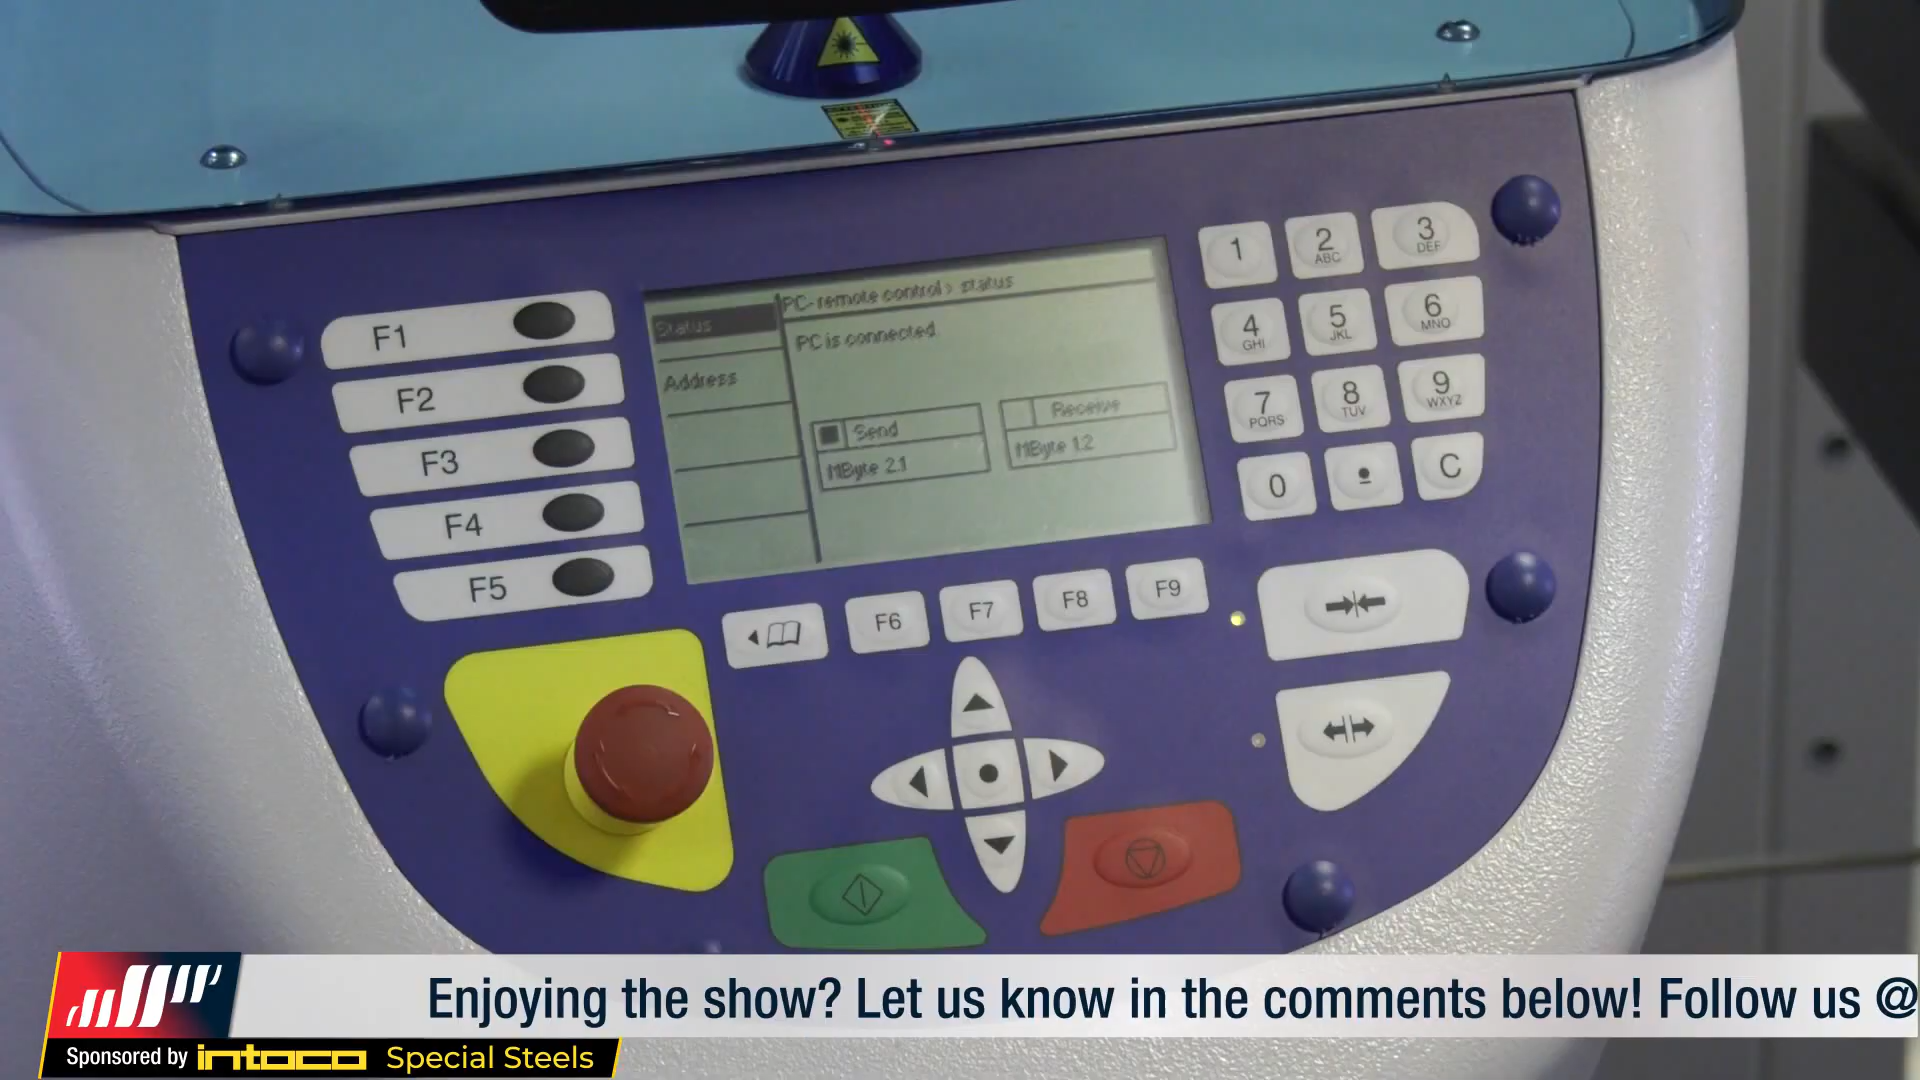 PC-remote control > status
Status
PC is connected.
Address
Send
Receive
MByte 2.1
MByte 1.2
F1
F2
F3
F4
F5
F6
F7
F8
F9
1
2
ABC
3
DEF
4
GHI
5
JKL
6
MNO
7
PQRS
8
TUV
9
WXYZ
0
C
Enjoying the show? Let us know in the comments below! Follow us @
Sponsored by intoco Special Steels